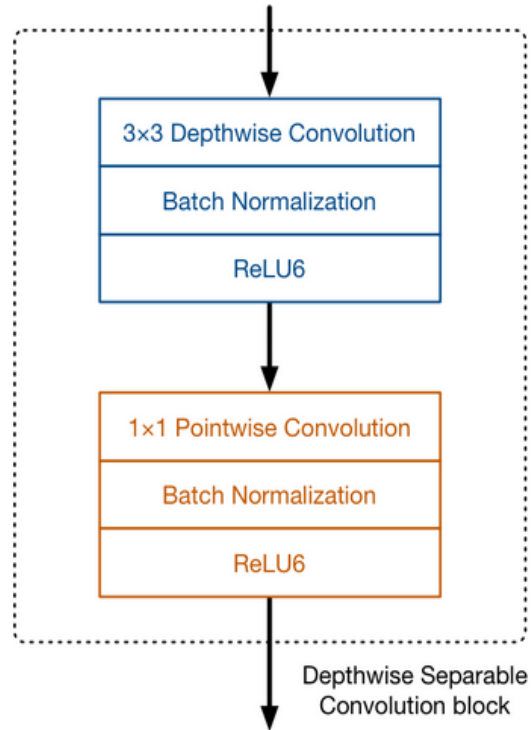 3×3 Depthwise Convolution
Batch Normalization
ReLU6
1×1 Pointwise Convolution
Batch Normalization
ReLU6
Depthwise Separable
Convolution block